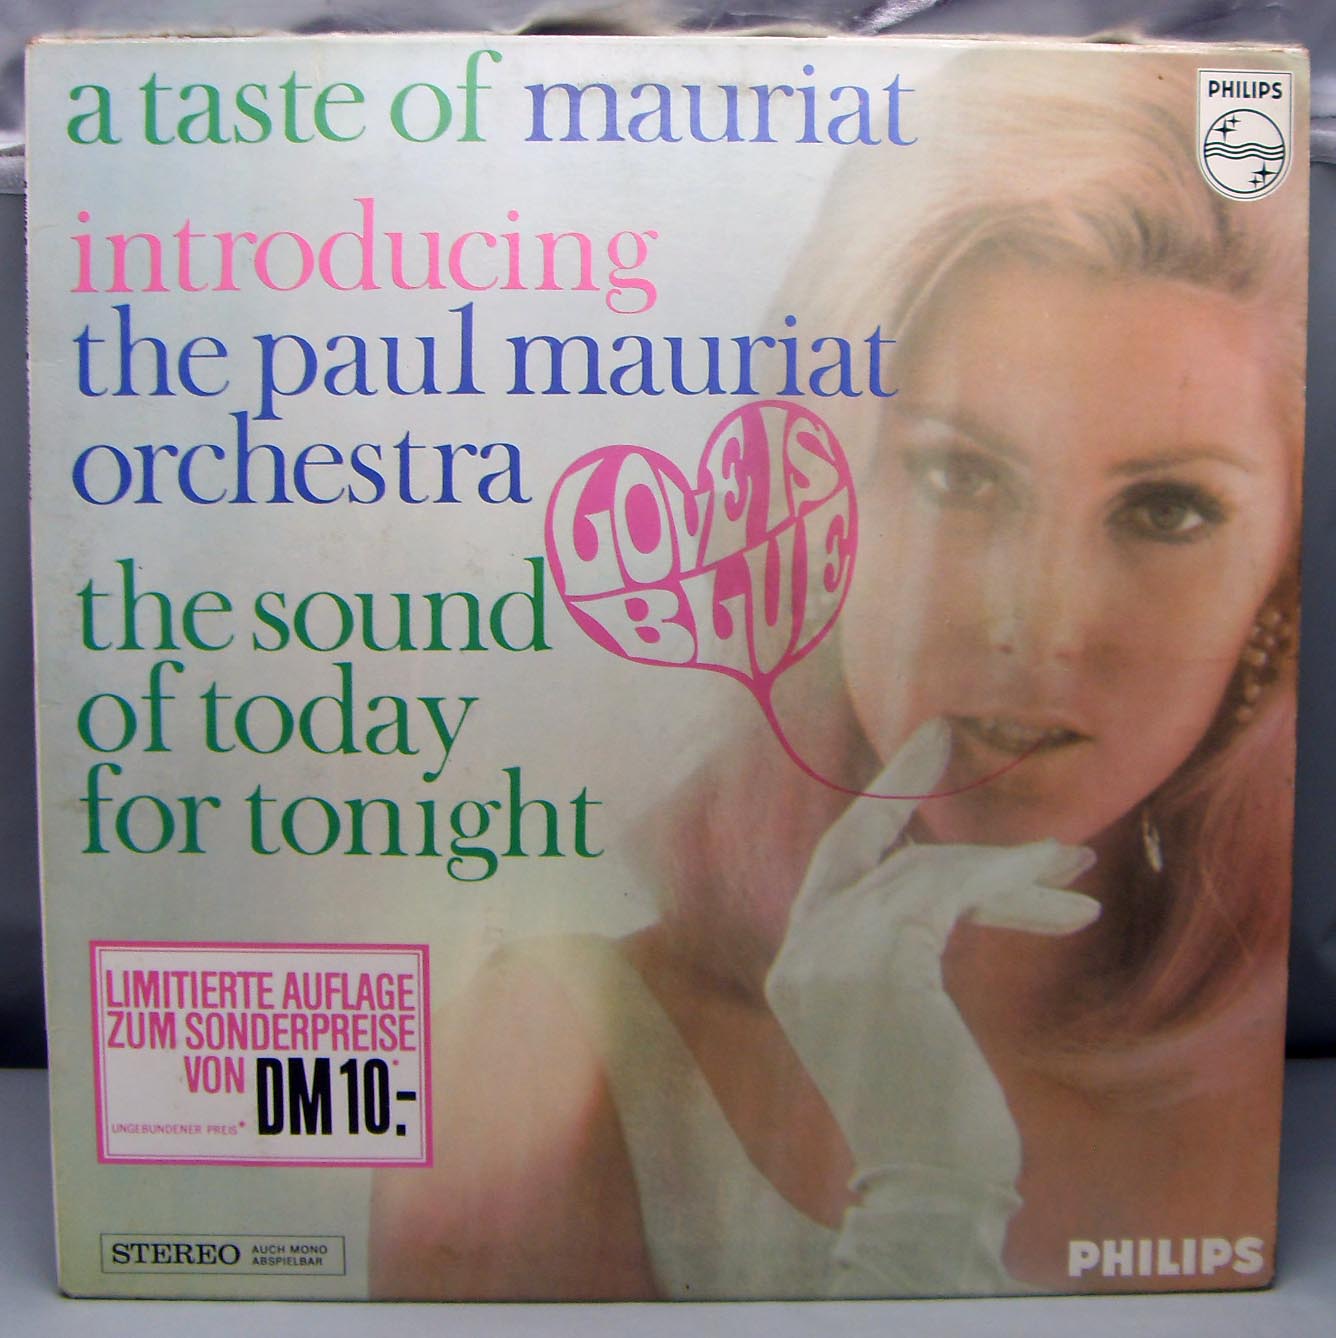 a taste of mauriat
PHILIPS
introducing
the paul mauriat
orchestra
LOVE IS
BLUE
the sound
of today
for tonight
LIMITIERTE AUFLAGE
ZUM SONDERPREISE
VON DM 10.-*
UNGEBUNDENER PREIS*
STEREO AUCH MONO
ABSPIELBAR
PHILIPS